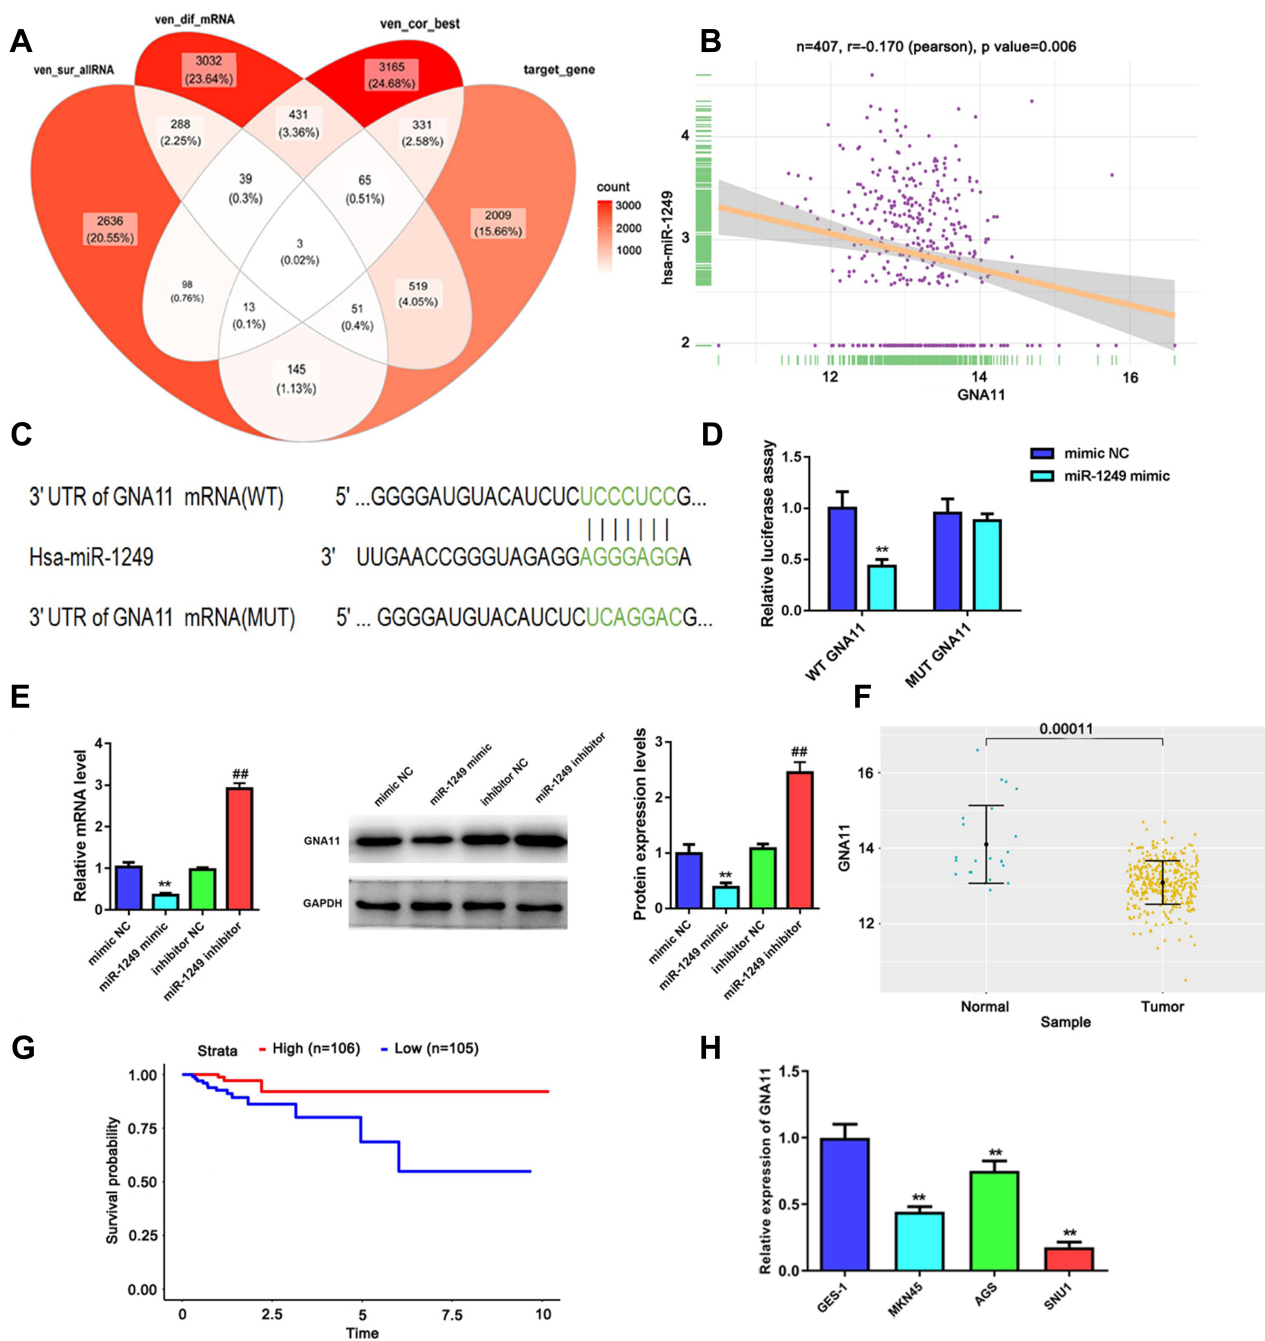 A
ven_sur_allRNA
ven_dif_mRNA
ven_cor_best
target_gene
3032
(23.64%)
3165
(24.68%)
288
(2.25%)
431
(3.36%)
331
(2.58%)
39
(0.3%)
65
(0.51%)
2636
(20.55%)
2009
(15.66%)
3
(0.02%)
98
(0.76%)
519
(4.05%)
13
(0.1%)
51
(0.4%)
145
(1.13%)
count
3000
2000
1000
B
n=407, r=-0.170 (pearson), p value=0.006
hsa-miR-1249
4
3
2
12 14 16
GNA11
C
3' UTR of GNA11 mRNA(WT) 5' ...GGGGAUGUACAUCUCUCCCUCCG...
Hsa-miR-1249 3' UUGAACCGGGUAGAGGAGGGAGGA
3' UTR of GNA11 mRNA(MUT) 5' ... GGGGAUGUACAUCUCUCAGGACG...
D
mimic NC
miR-1249 mimic
Relative luciferase assay
1.5
1.0
0.5
0.0
**
WT GNA11
MUT GNA11
E
Relative mRNA level
4
3
2
1
0
**
##
mimic NC
miR-1249 mimic
inhibitor NC
miR-1249 inhibitor
mimic NC
miR-1249 mimic
inhibitor NC
miR-1249 inhibitor
GNA11
GAPDH
Protein expression levels
3
2
1
0
**
##
mimic NC
miR-1249 mimic
inhibitor NC
miR-1249 inhibitor
F
0.00011
GNA11
16
14
12
Normal Tumor
Sample
G
Strata High (n=106) Low (n=105)
Survival probability
1.00
0.75
0.50
0.25
0.00
0 2.5 5 7.5 10
Time
H
Relative expression of GNA11
1.5
1.0
0.5
0.0
**
**
**
GES-1
MKN45
AGS
SNU1